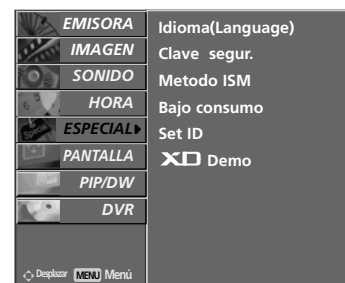 EMISORA
IMAGEN
SONIDO
HORA
ESPECIAL
PANTALLA
PIP/DW
DVR
Desplazar MENU Menú
Idioma(Language)
Clave segur.
Metodo ISM
Bajo consumo
Set ID
XD Demo